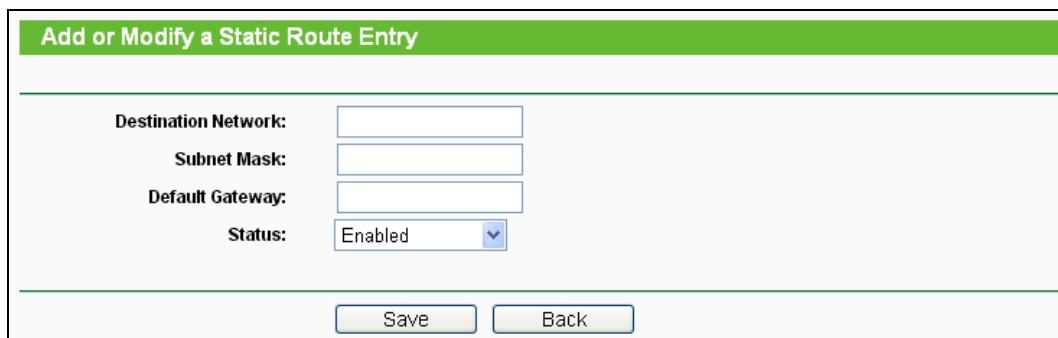 Add or Modify a Static Route Entry
Destination Network:
Subnet Mask:
Default Gateway:
Status: Enabled
Save Back